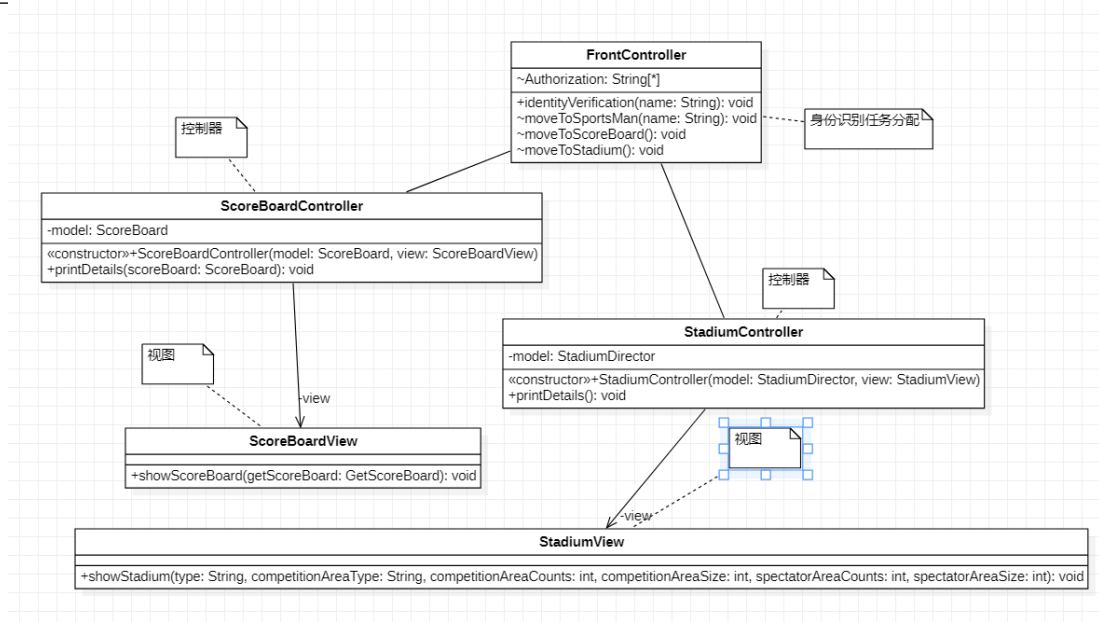 FrontController
~Authorization: String[*]
+identityVerification(name: String): void
~moveToSportsMan(name: String): void
~moveToScoreBoard(): void
~moveToStadium(): void
身份识别任务分配
控制器
ScoreBoardController
-model: ScoreBoard
«constructor»+ScoreBoardController(model: ScoreBoard, view: ScoreBoardView)
+printDetails(scoreBoard: ScoreBoard): void
控制器
StadiumController
-model: StadiumDirector
«constructor»+StadiumController(model: StadiumDirector, view: StadiumView)
+printDetails(): void
视图
-view
ScoreBoardView
+showScoreBoard(getScoreBoard: GetScoreBoard): void
视图
-view
StadiumView
+showStadium(type: String, competitionAreaType: String, competitionAreaCounts: int, competitionAreaSize: int, spectatorAreaCounts: int, spectatorAreaSize: int): void